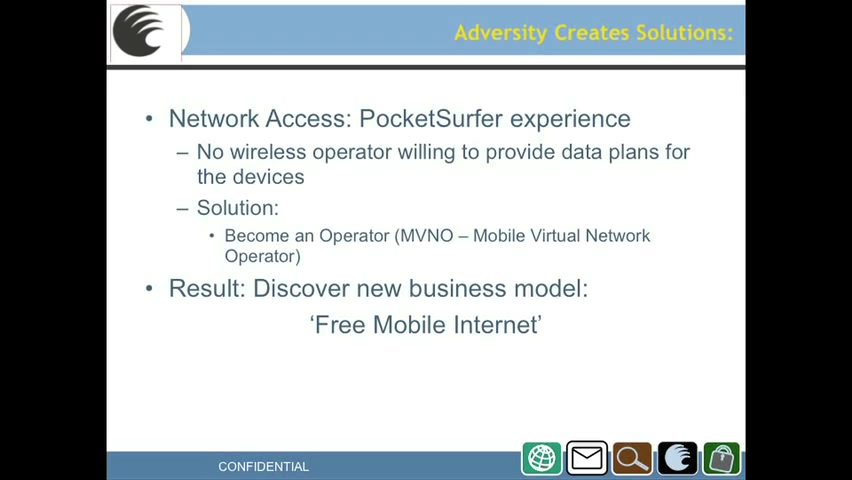 Adversity Creates Solutions:
• Network Access: PocketSurfer experience
– No wireless operator willing to provide data plans for
the devices
– Solution:
• Become an Operator (MVNO – Mobile Virtual Network
Operator)
• Result: Discover new business model:
‘Free Mobile Internet’
CONFIDENTIAL